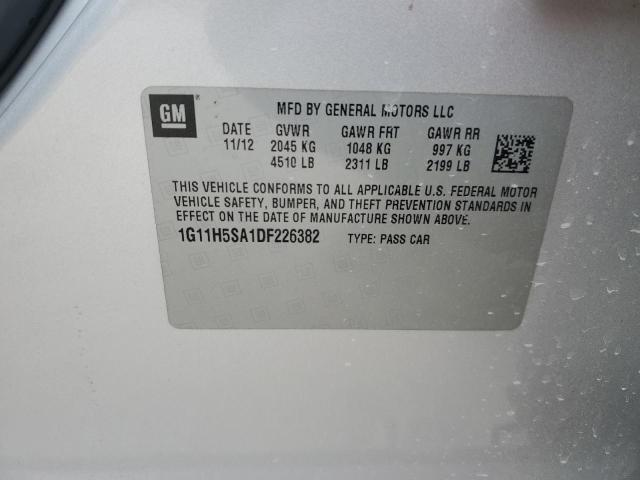 GM
MFD BY GENERAL MOTORS LLC
DATE GVWR GAWR FRT GAWR RR
11/12 2045 KG 1048 KG 997 KG
4510 LB 2311 LB 2199 LB
THIS VEHICLE CONFORMS TO ALL APPLICABLE U.S. FEDERAL MOTOR
VEHICLE SAFETY, BUMPER, AND THEFT PREVENTION STANDARDS IN
EFFECT ON THE DATE OF MANUFACTURE SHOWN ABOVE.
1G11H5SA1DF226382 TYPE: PASS CAR